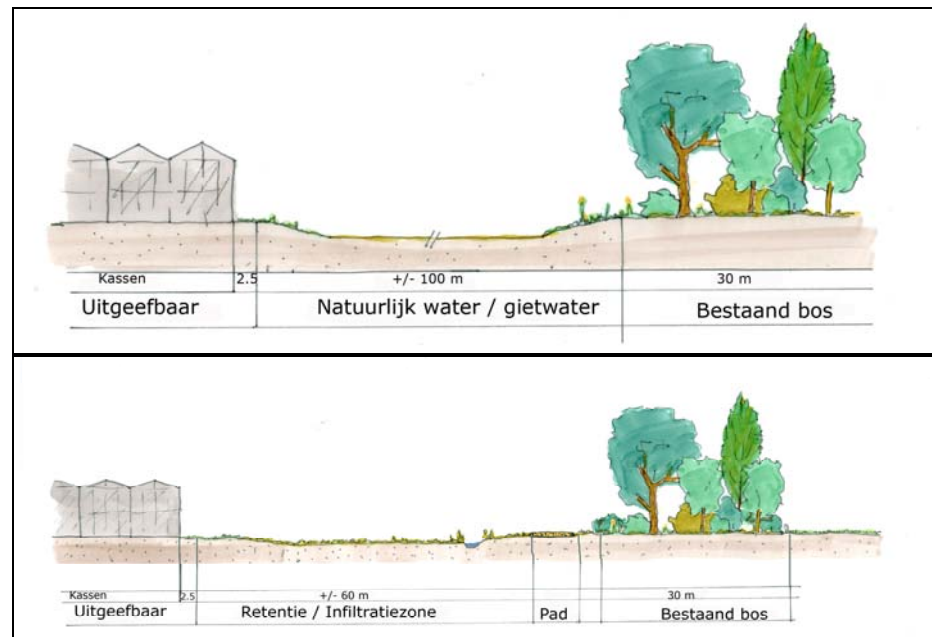 Kassen 2.5 +/- 100 m 30 m
Uitgeefbaar Natuurlijk water / gietwater Bestaand bos
Kassen 2.5 +/- 60 m 30 m
Uitgeefbaar Retentie / Infiltratiezone Pad Bestaand bos